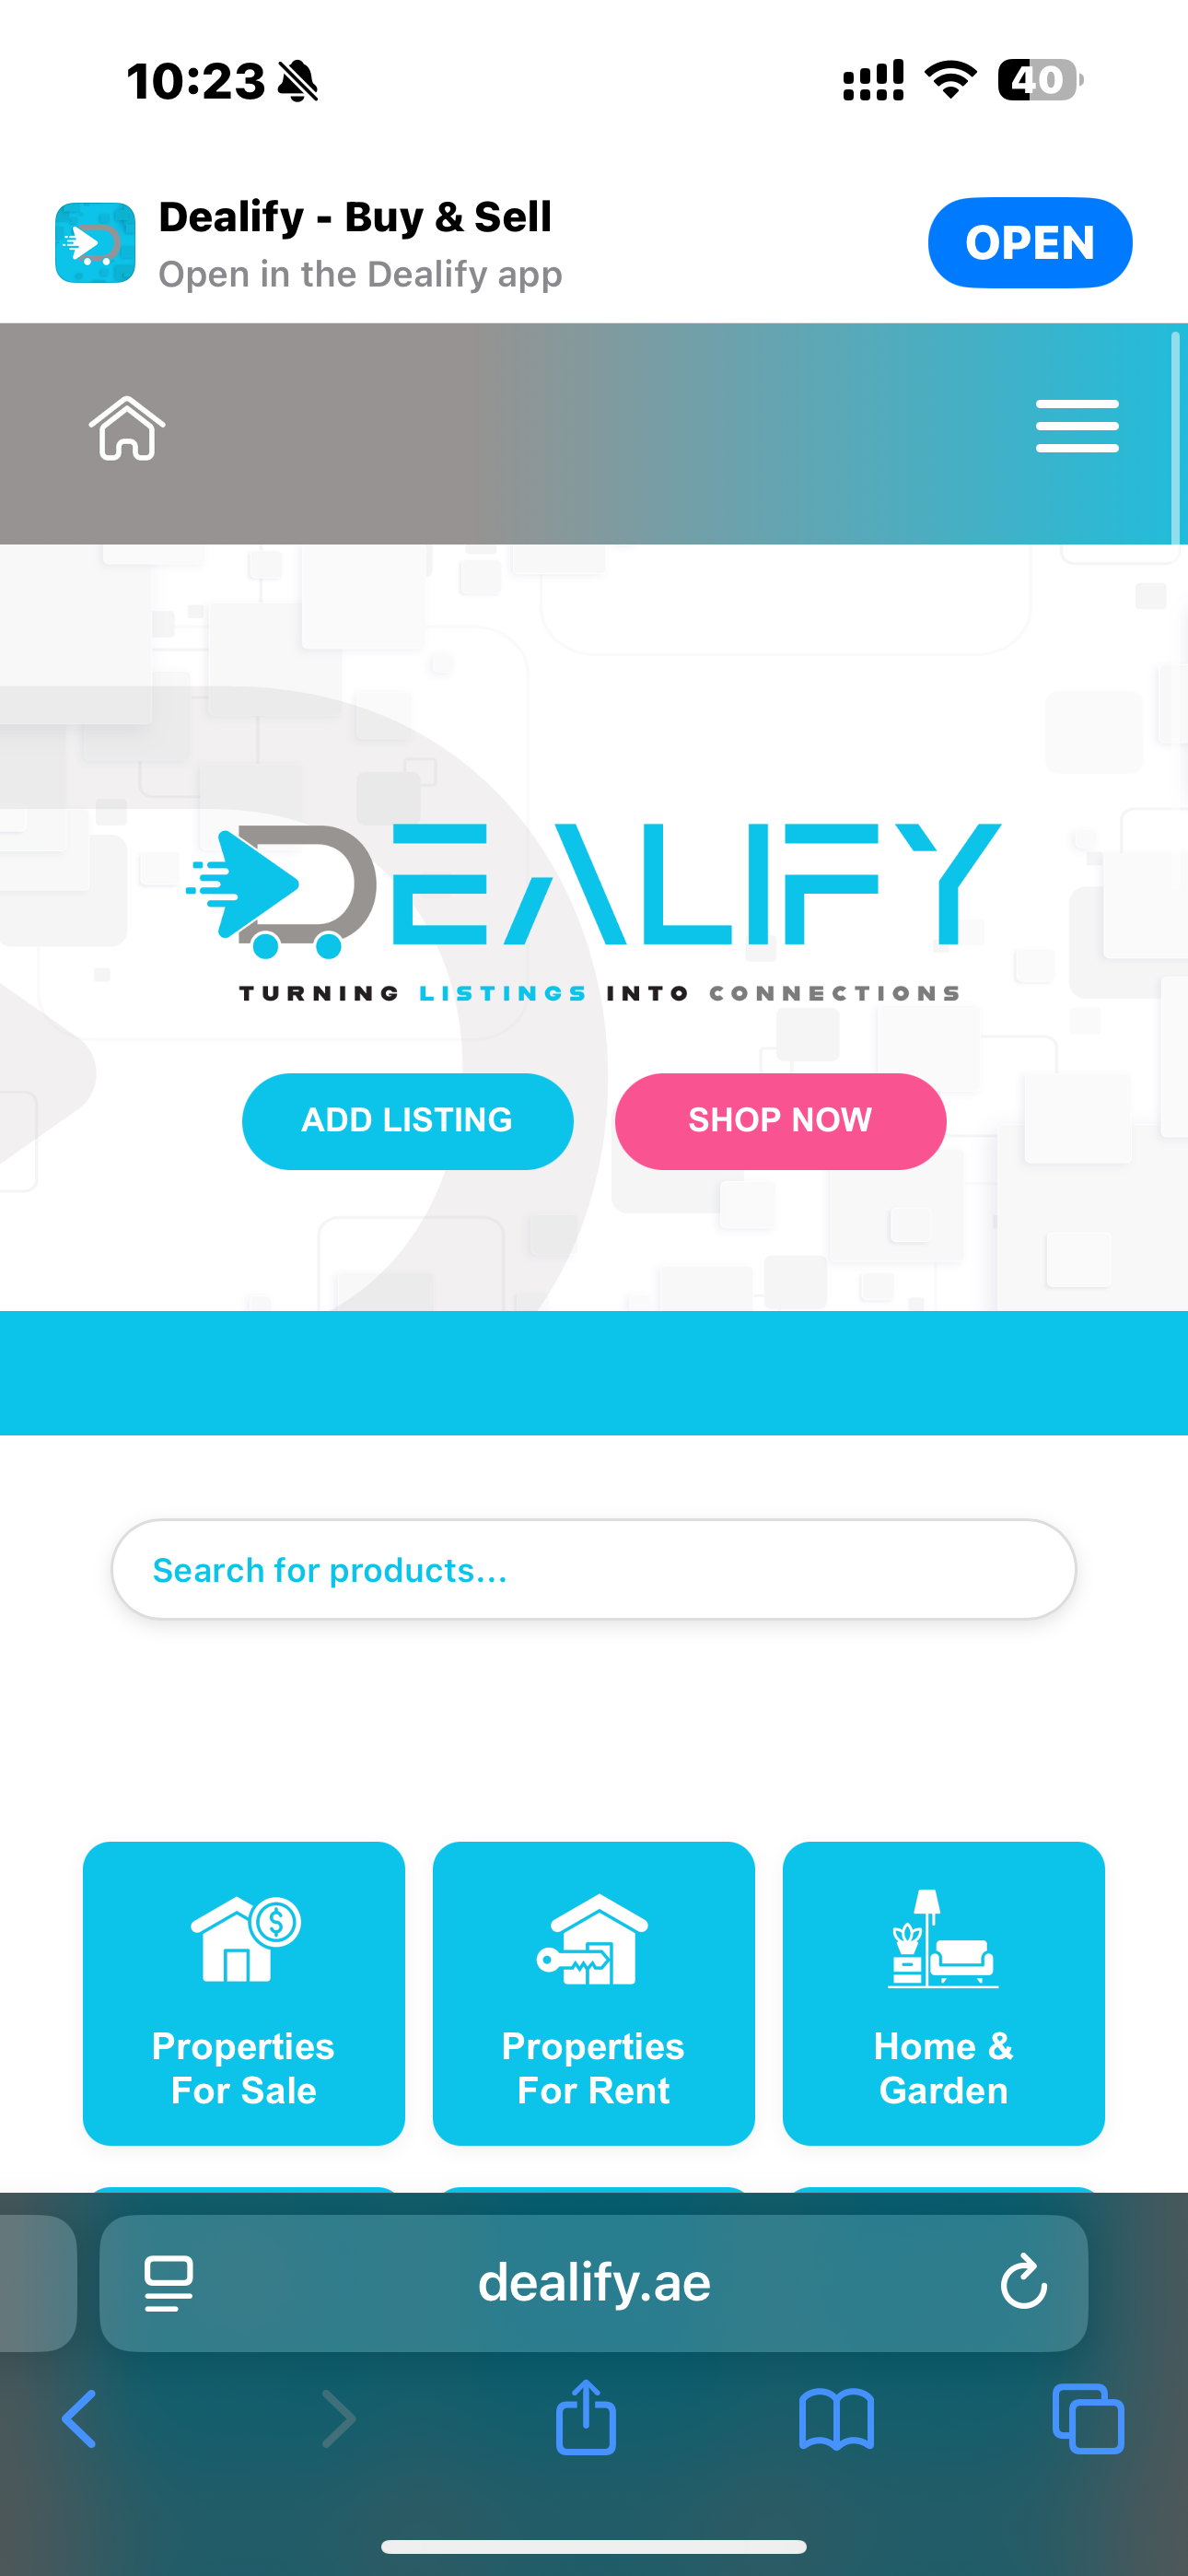 10:23
40
Dealify - Buy & Sell
Open in the Dealify app
OPEN
DEALIFY
TURNING LISTINGS INTO CONNECTIONS
ADD LISTING
SHOP NOW
Search for products...
Properties
For Sale
Properties
For Rent
Home &
Garden
dealify.ae